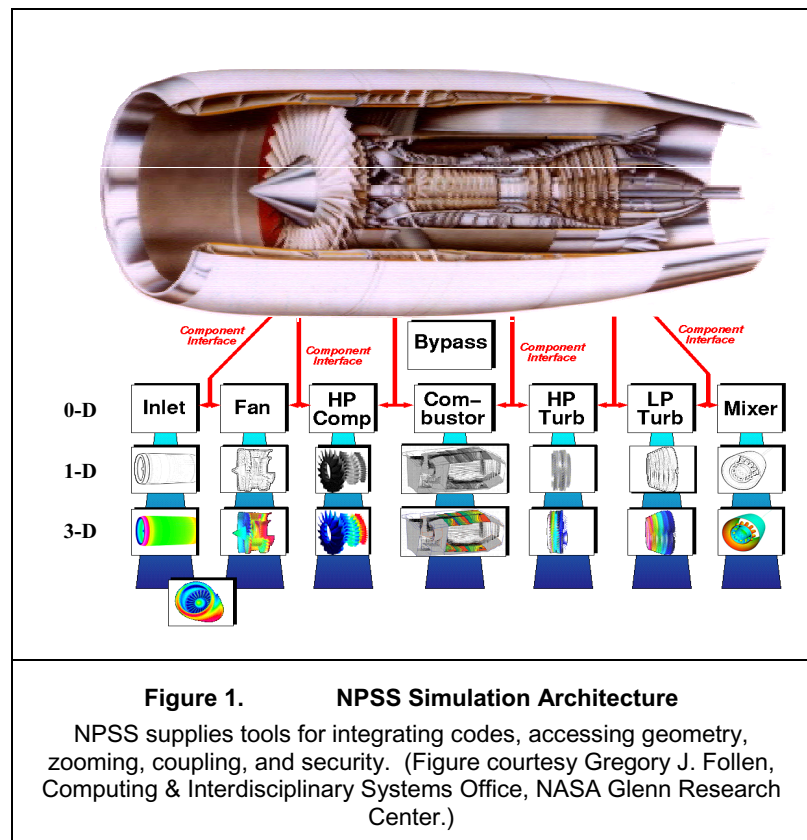 Component
Interface
Component
Interface
Bypass
Component
Interface
Component
Interface
0-D
Inlet
Fan
HP
Comp
Com–
bustor
HP
Turb
LP
Turb
Mixer
1-D
3-D
Figure 1. NPSS Simulation Architecture
NPSS supplies tools for integrating codes, accessing geometry,
zooming, coupling, and security. (Figure courtesy Gregory J. Follen,
Computing & Interdisciplinary Systems Office, NASA Glenn Research
Center.)